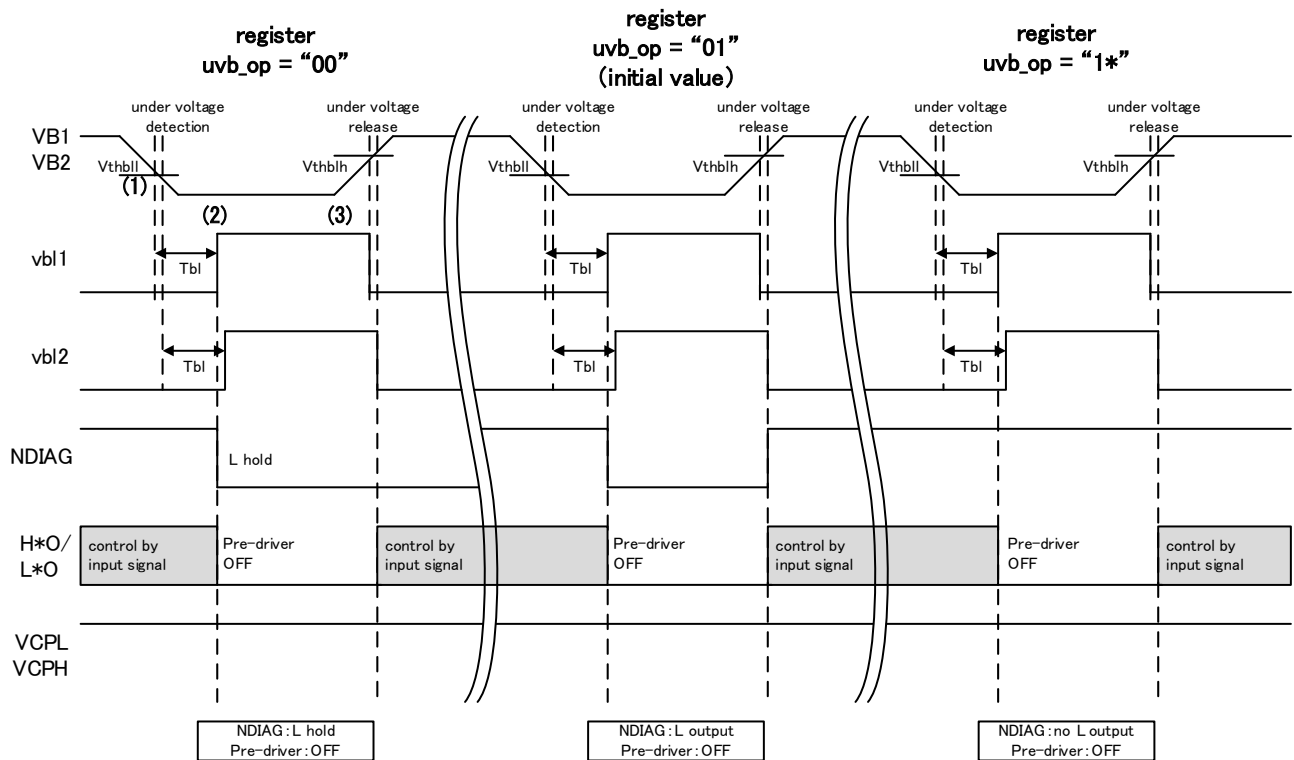 register
uvb_op = “00”
register
uvb_op = “01”
(initial value)
register
uvb_op = “1*”
under voltage
detection
under voltage
release
under voltage
detection
under voltage
release
under voltage
detection
under voltage
release
VB1
VB2
Vthbll
Vthblh
Vthbll
Vthblh
Vthbll
Vthblh
(1)
(2)
(3)
vbl1
Tbl
Tbl
Tbl
vbl2
Tbl
Tbl
Tbl
NDIAG
L hold
H*O/
L*O
control by
input signal
Pre-driver
OFF
control by
input signal
Pre-driver
OFF
control by
input signal
Pre-driver
OFF
control by
input signal
VCPL
VCPH
NDIAG:L hold
Pre-driver:OFF
NDIAG:L output
Pre-driver:OFF
NDIAG:no L output
Pre-driver:OFF